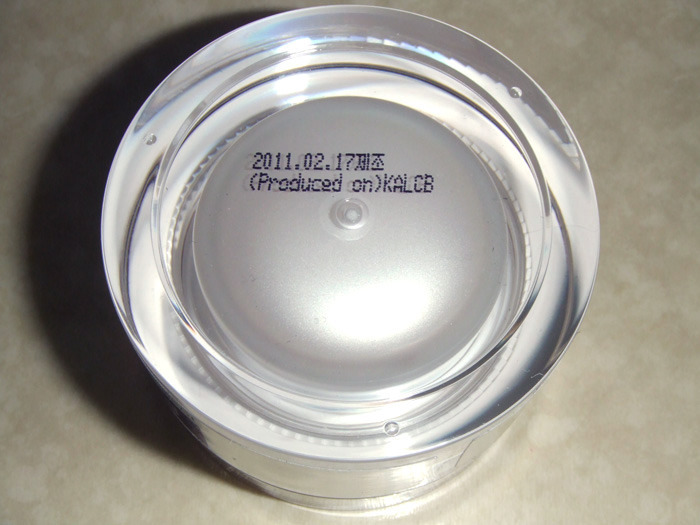 2011.02.17제조
(Produced on)KALCB